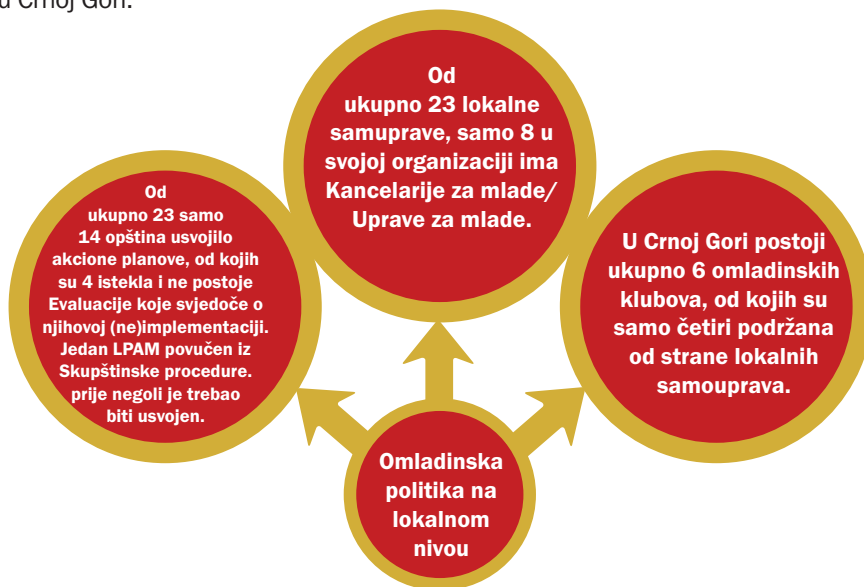 u Crnoj Gori.
Od
ukupno 23 lokalne
samuprave, samo 8 u
svojoj organizaciji ima
Kancelarije za mlade/
Uprave za mlade.
Od
ukupno 23 samo
14 opština usvojilo
akcione planove, od kojih
su 4 istekla i ne postoje
Evaluacije koje svjedoče o
njihovoj (ne)implementaciji.
Jedan LPAM povučen iz
Skupštinske procedure.
prije negoli je trebao
biti usvojen.
U Crnoj Gori postoji
ukupno 6 omladinskih
klubova, od kojih su
samo četiri podržana
od strane lokalnih
samouprava.
Omladinska
politika na
lokalnom
nivou